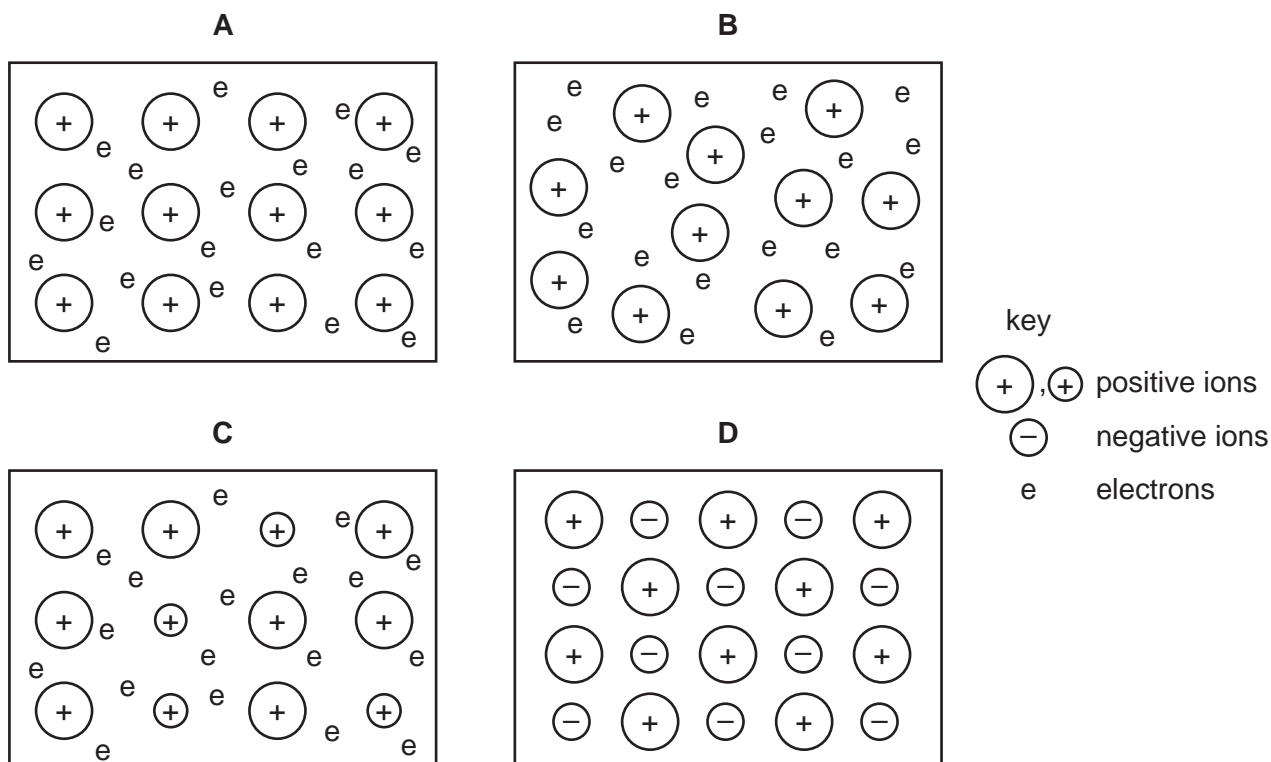 A
e
+ + + e +
e e
e e e
e
+ e + + +
e e e
e
e e
+ + + +
e
e e
B
e e e e
+ +
e e
e + e e
+ e + +
e + e e
e e
+ e
+ + +
e e e
C
e
+ + + e +
e e
e e e
e
+ e + + +
e e e
e
e e
+ + + +
e
e e
D
+ − + − +
− + − + −
+ − + − +
− + − + −
key
+ , + positive ions
− negative ions
e electrons